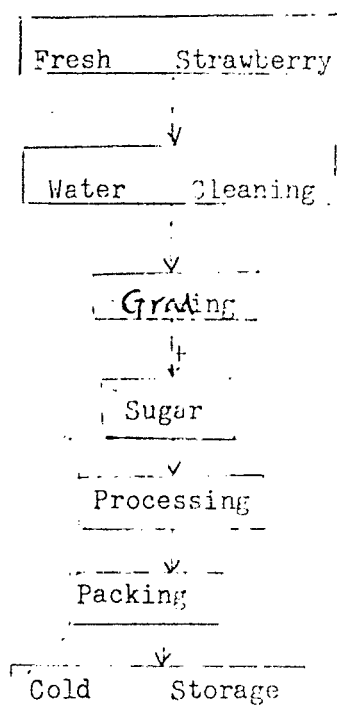 Fresh Strawberry
Water Cleaning
Grading
+
Sugar
Processing
Packing
Cold Storage